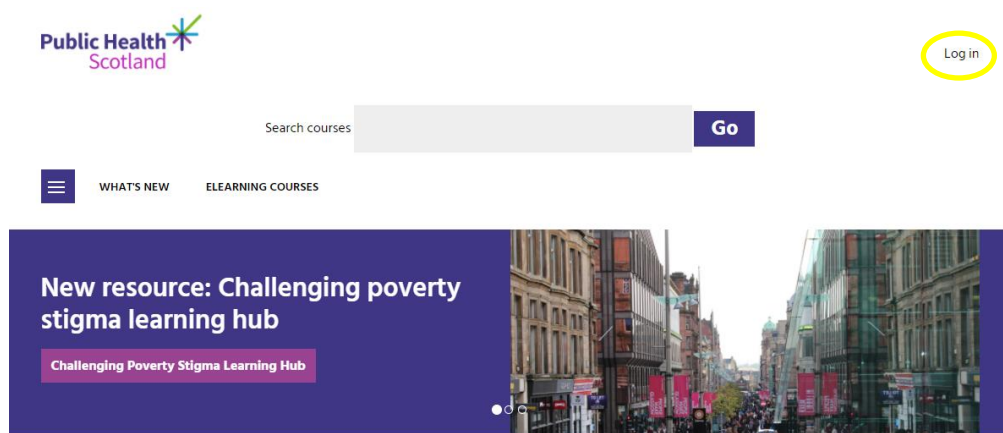 Public Health
Scotland
Log in
Search courses
Go
WHAT'S NEW
ELEARNING COURSES
New resource: Challenging poverty
stigma learning hub
Challenging Poverty Stigma Learning Hub